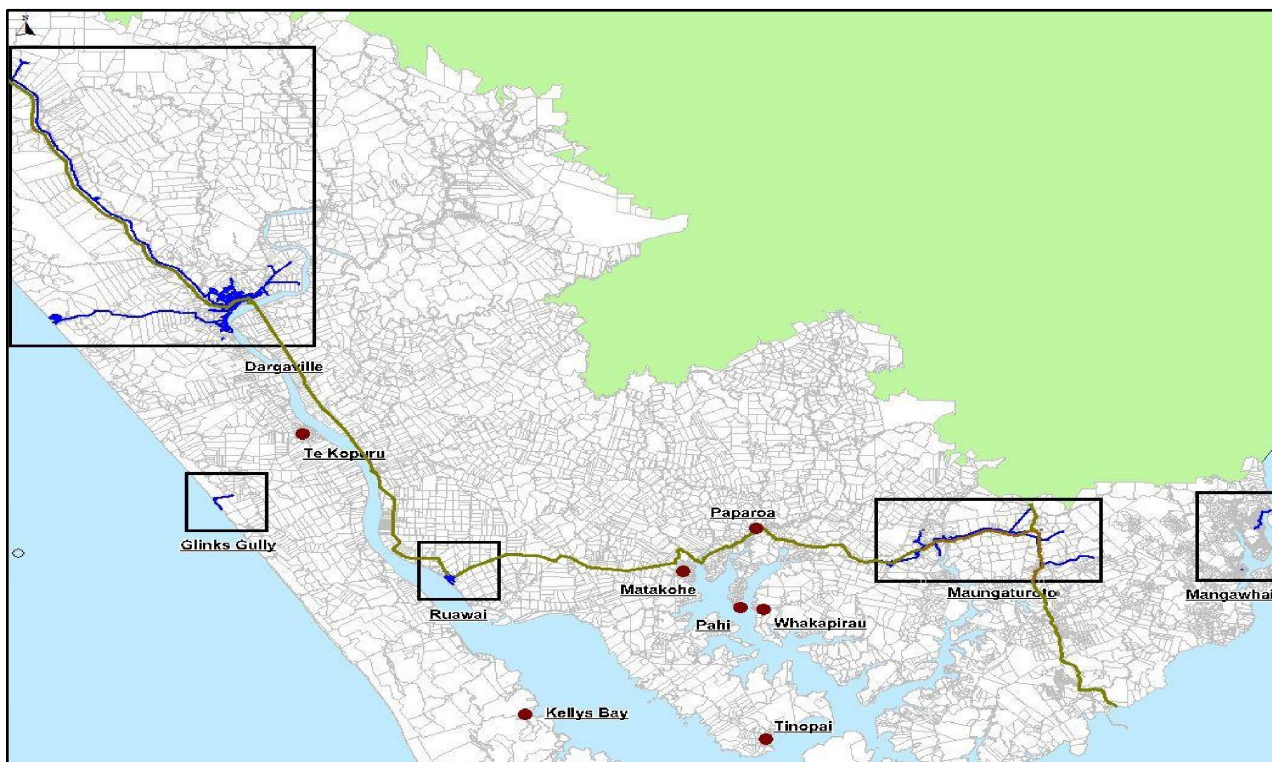 N
Dargaville
Te Kopuru
Glinks Gully
Paparoa
Ruawai
Matakohe
Maungaturoto
Mangawhai
Pahi
Whakapirau
Kellys Bay
Tinopai